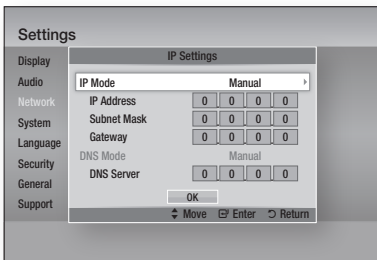 Settings
Display
Audio
Network
System
Language
Security
General
Support
IP Settings
IP Mode Manual
IP Address 0 0 0 0
Subnet Mask 0 0 0 0
Gateway 0 0 0 0
DNS Mode Manual
DNS Server 0 0 0 0
OK
Move Enter Return